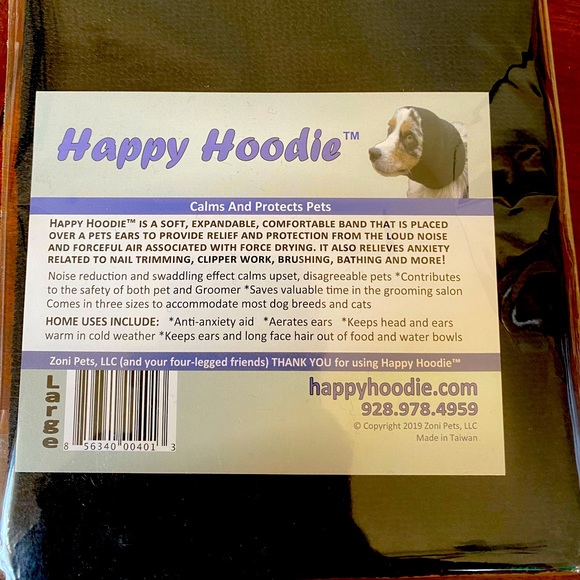 Happy Hoodie™
Calms And Protects Pets
HAPPY HOODIE™ IS A SOFT, EXPANDABLE, COMFORTABLE BAND THAT IS PLACED
OVER A PETS EARS TO PROVIDE RELIEF AND PROTECTION FROM THE LOUD NOISE
AND FORCEFUL AIR ASSOCIATED WITH FORCE DRYING. IT ALSO RELIEVES ANXIETY
RELATED TO NAIL TRIMMING, CLIPPER WORK, BRUSHING, BATHING AND MORE!
Noise reduction and swaddling effect calms upset, disagreeable pets *Contributes
to the safety of both pet and Groomer *Saves valuable time in the grooming salon
Comes in three sizes to accommodate most dog breeds and cats
HOME USES INCLUDE: *Anti-anxiety aid *Aerates ears *Keeps head and ears
warm in cold weather *Keeps ears and long face hair out of food and water bowls
Zoni Pets, LLC (and your four-legged friends) THANK YOU for using Happy Hoodie™
Large
8 56340 00401 3
happyhoodie.com
928.978.4959
© Copyright 2019 Zoni Pets, LLC
Made in Taiwan